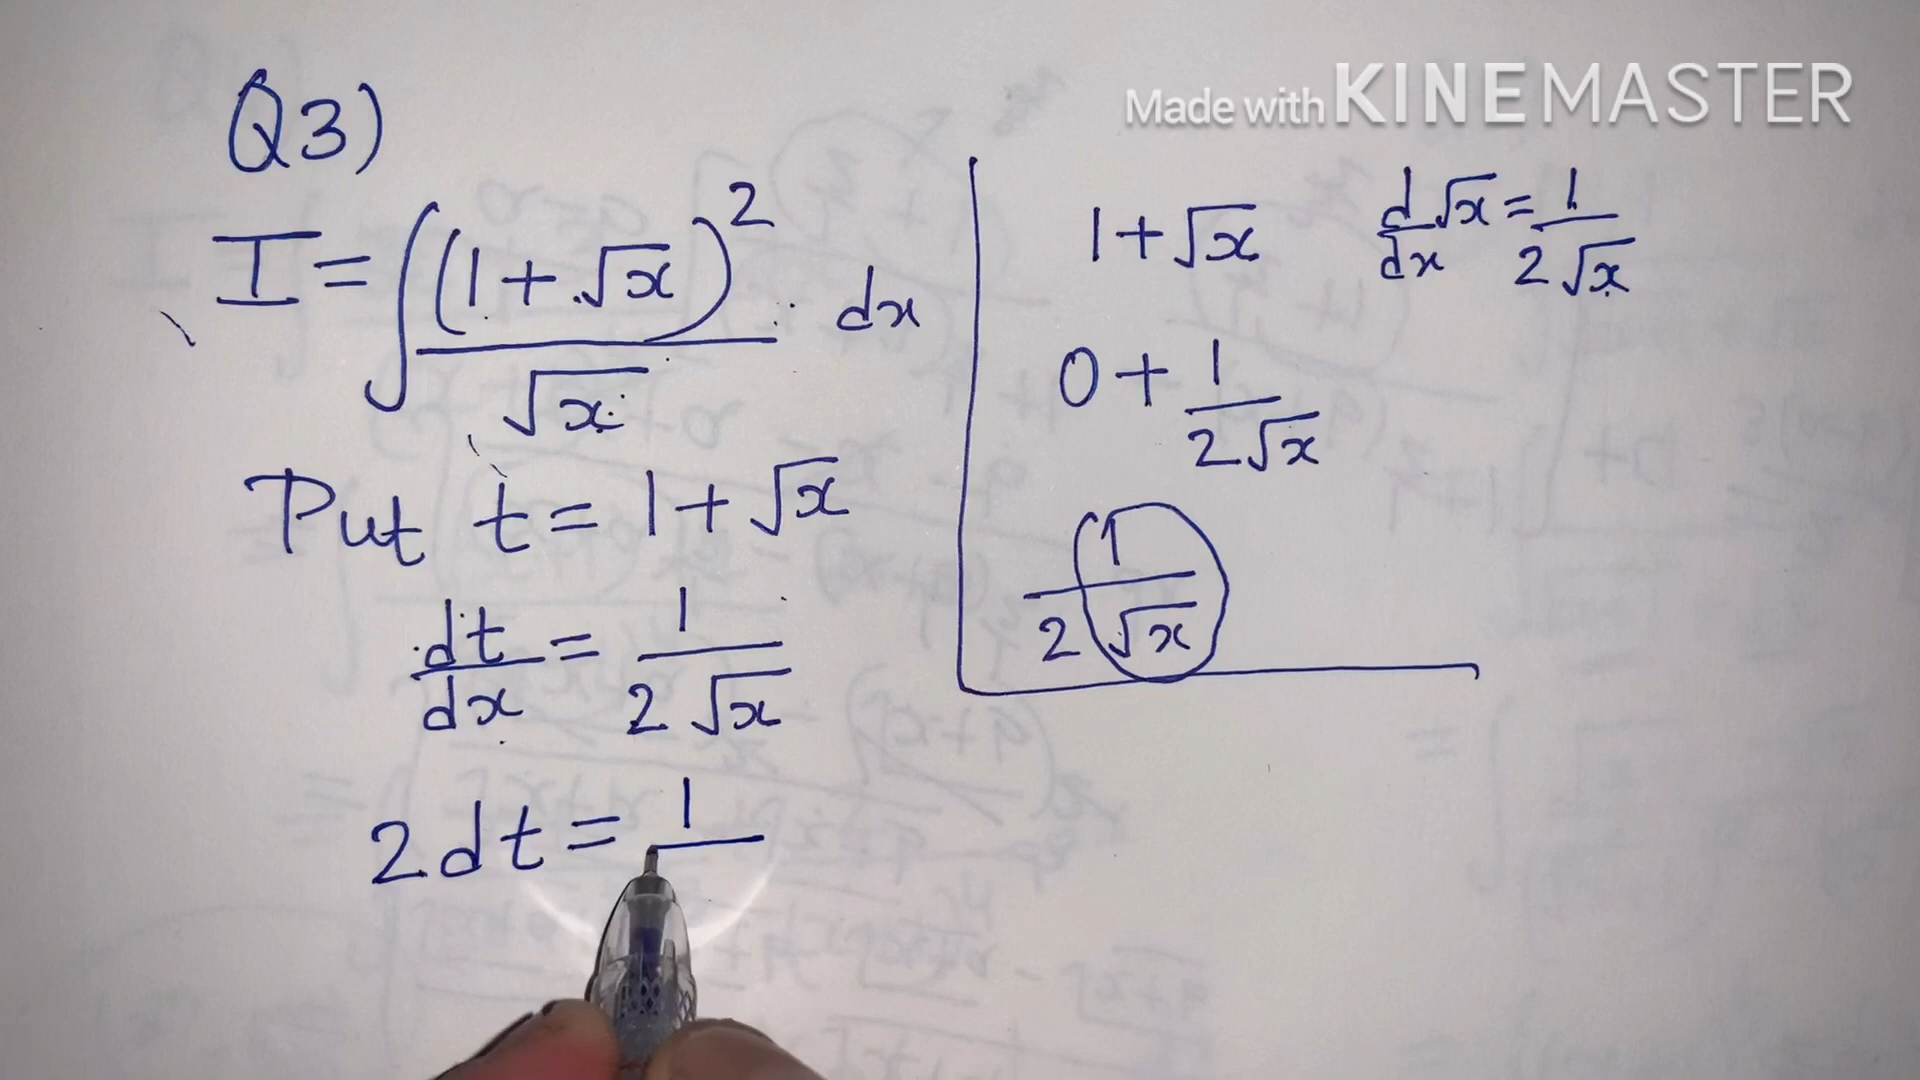 Made with KINEMASTER
Q3)
I = ∫ (1 + √x)² / √x dx
Put t = 1 + √x
dt/dx = 1 / 2√x
2dt = 1
1 + √x
d/dx √x = 1 / 2√x
0 + 1 / 2√x
1 / 2√x